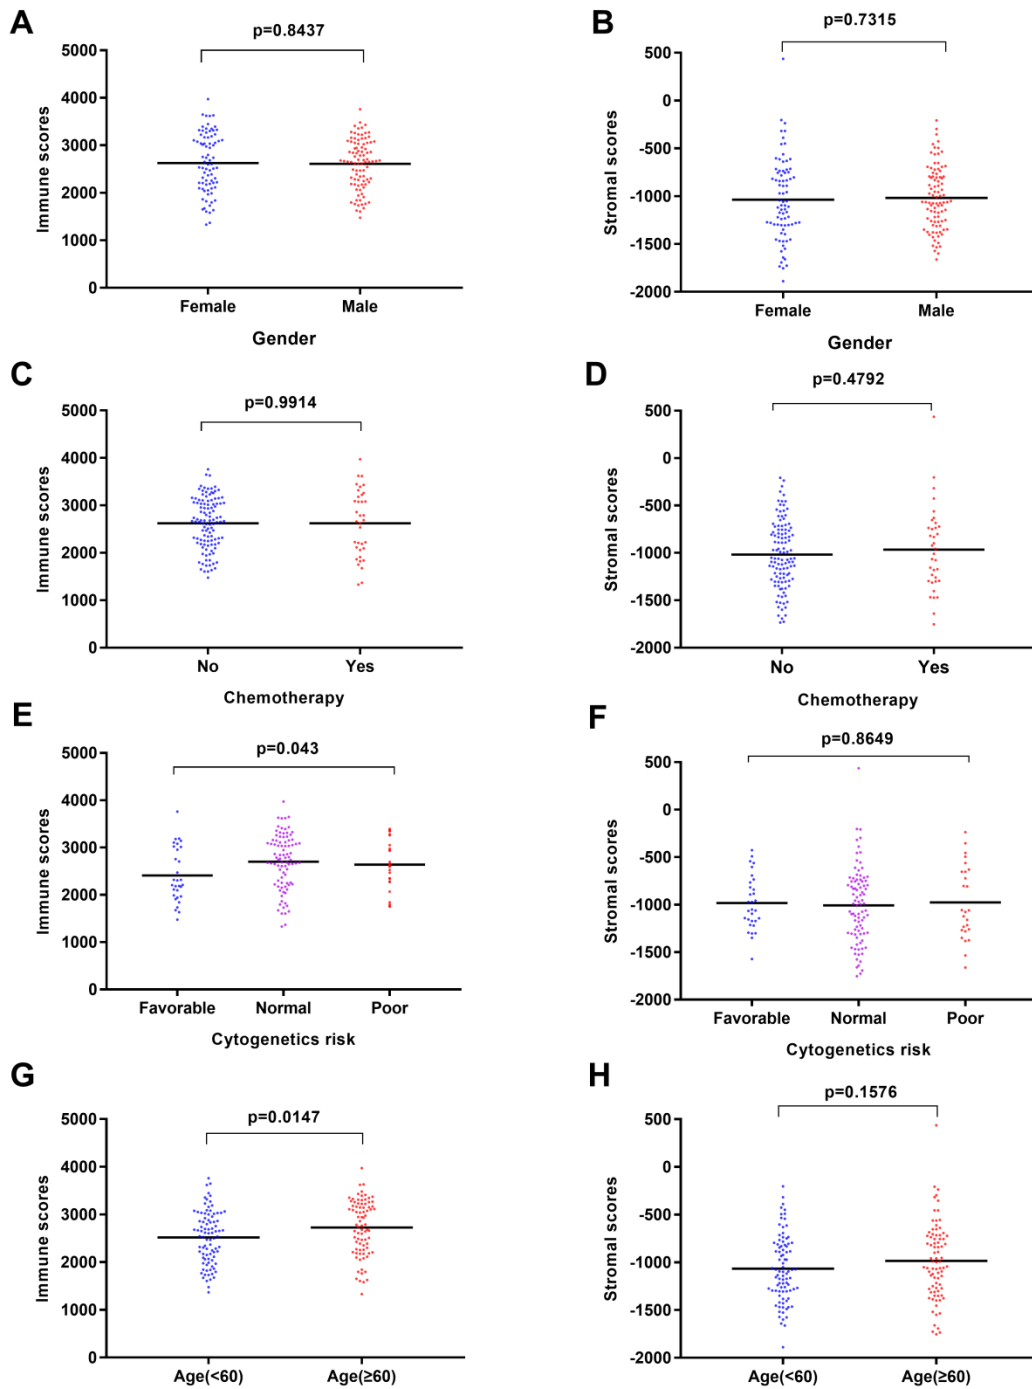 A
p=0.8437
5000
4000
3000
2000
1000
0
Immune scores
Female Male
Gender
B
p=0.7315
500
0
-500
-1000
-1500
-2000
Stromal scores
Female Male
Gender
C
p=0.9914
5000
4000
3000
2000
1000
0
Immune scores
No Yes
Chemotherapy
D
p=0.4792
500
0
-500
-1000
-1500
-2000
Stromal scores
No Yes
Chemotherapy
E
p=0.043
5000
4000
3000
2000
1000
0
Immune scores
Favorable Normal Poor
Cytogenetics risk
F
p=0.8649
500
0
-500
-1000
-1500
-2000
Stromal scores
Favorable Normal Poor
Cytogenetics risk
G
p=0.0147
5000
4000
3000
2000
1000
0
Immune scores
Age(<60) Age(≥60)
H
p=0.1576
500
0
-500
-1000
-1500
-2000
Stromal scores
Age(<60) Age(≥60)